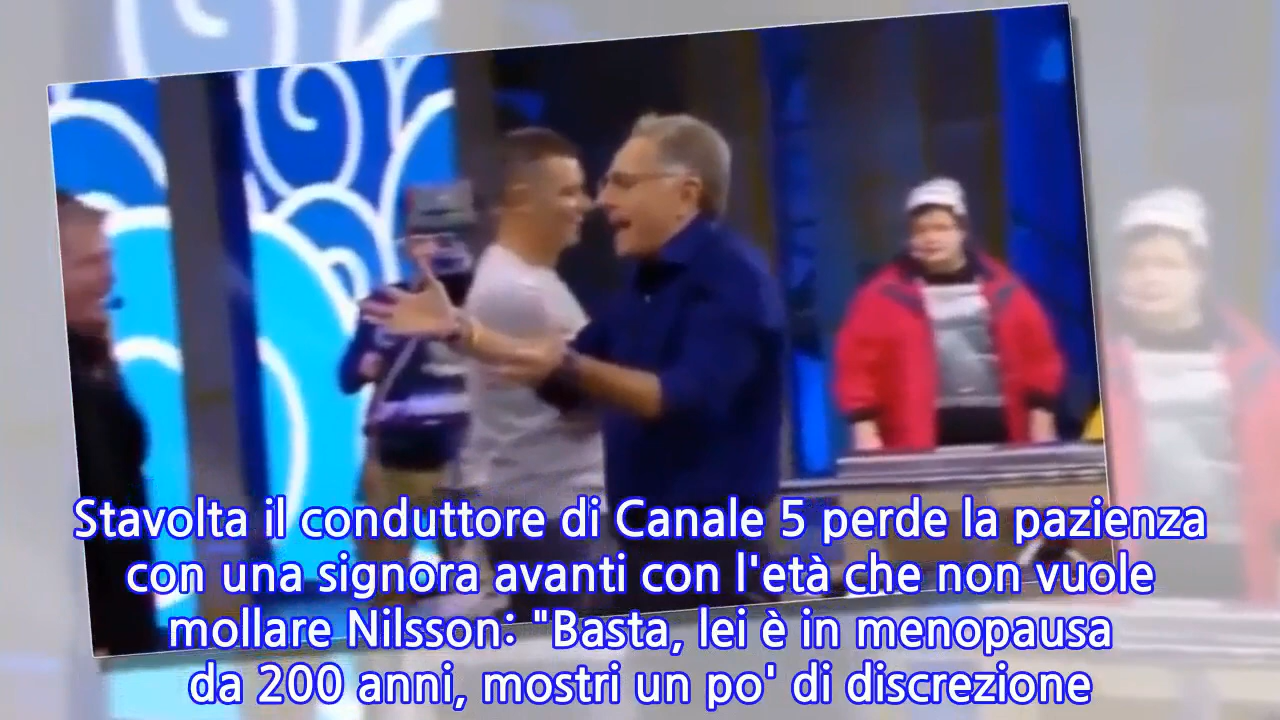 Stavolta il conduttore di Canale 5 perde la pazienza
con una signora avanti con l'età che non vuole
mollare Nilsson: "Basta, lei è in menopausa
da 200 anni, mostri un po' di discrezione